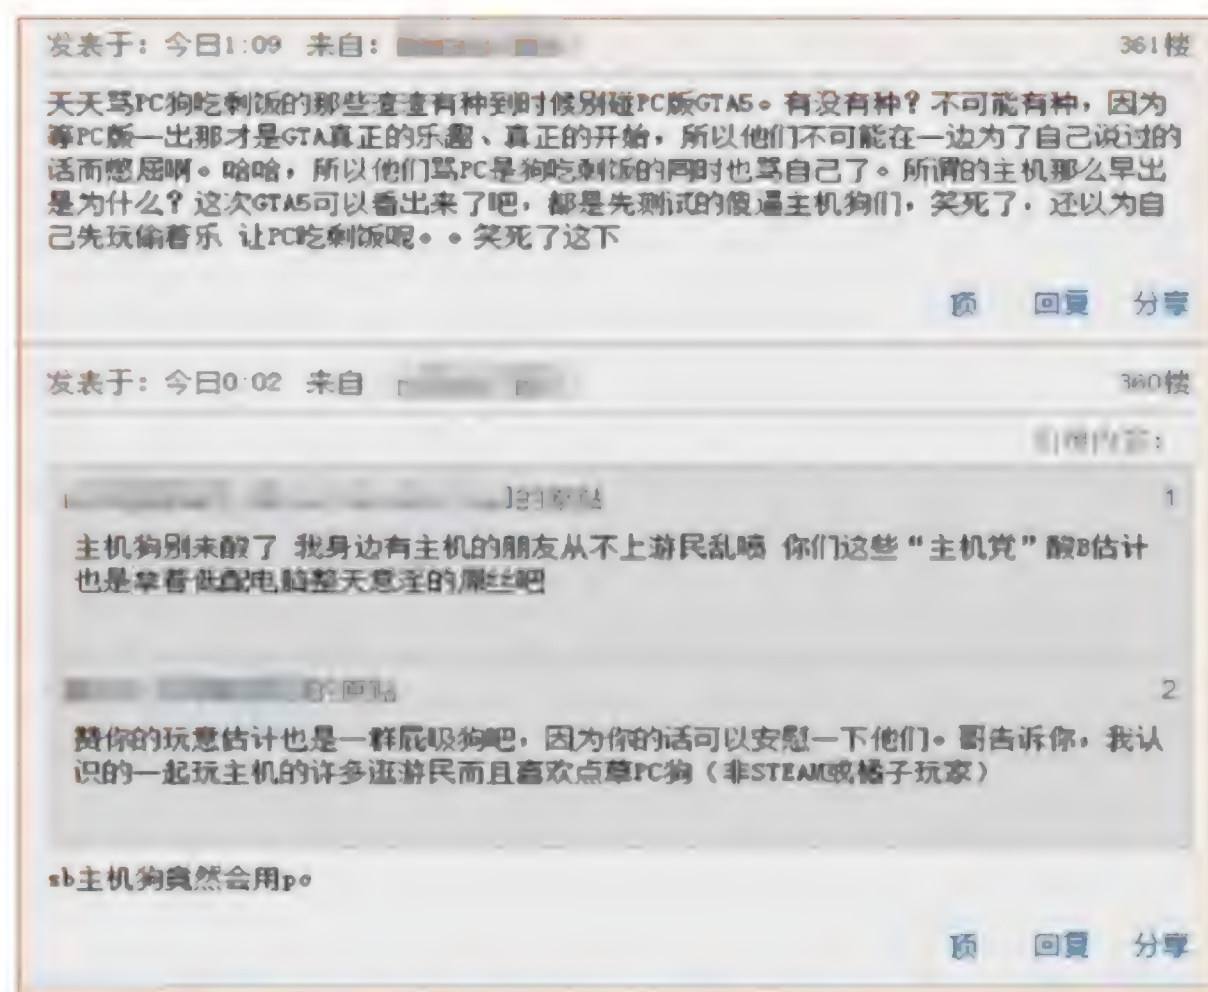 发表于：今日1:09 来自：
361楼
天天骂PC狗吃剩饭的那些渣渣有种到时候别碰PC版GTA5。有没有种？不可能有种，因为
等PC版一出那才是GTA真正的乐趣、真正的开始，所以他们不可能在一边为了自己说过的
话而憋屈啊。哈哈，所以他们骂PC是狗吃剩饭的同时也骂自己了。所谓的主机那么早出
是为什么？这次GTA5可以看出来了吧，都是先测试的傻逼主机狗们，笑死了，还以为自
己先玩偷着乐 让PC吃剩饭呢。。笑死了这下
顶 回复 分享
发表于：今日0:02 来自
360楼
引用内容：
的原贴 1
主机狗别来酸了 我身边有主机的朋友从不上游民乱喷 你们这些“主机党”酸B估计
也是拿着低配电脑整天意淫的屌丝吧
的原贴 2
赞你的玩意估计也是一群屁吸狗吧，因为你的话可以安慰一下他们。哥告诉你，我认
识的一起玩主机的许多逛游民而且喜欢点草PC狗（非STEAM或橘子玩家）
sb主机狗竟然会用pc
顶 回复 分享